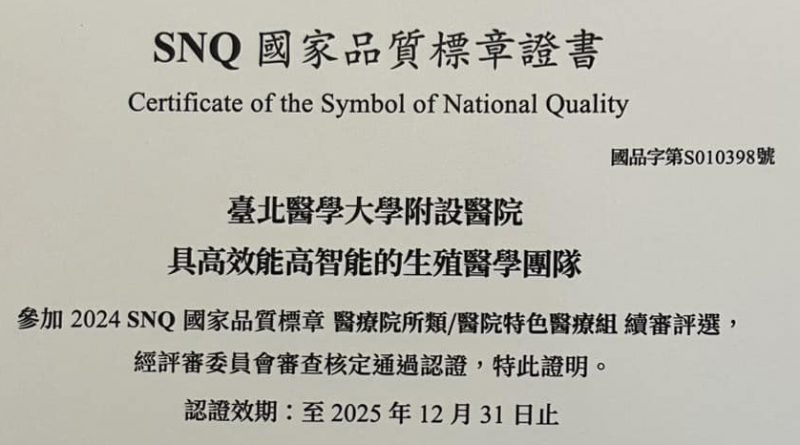 SNQ 國家品質標章證書
Certificate of the Symbol of National Quality
國品字第S010398號
臺北醫學大學附設醫院
具高效能高智能的生殖醫學團隊
參加 2024 SNQ 國家品質標章 醫療院所類/醫院特色醫療組 續審評選，
經評審委員會審查核定通過認證，特此證明。
認證效期：至 2025 年 12 月 31 日止